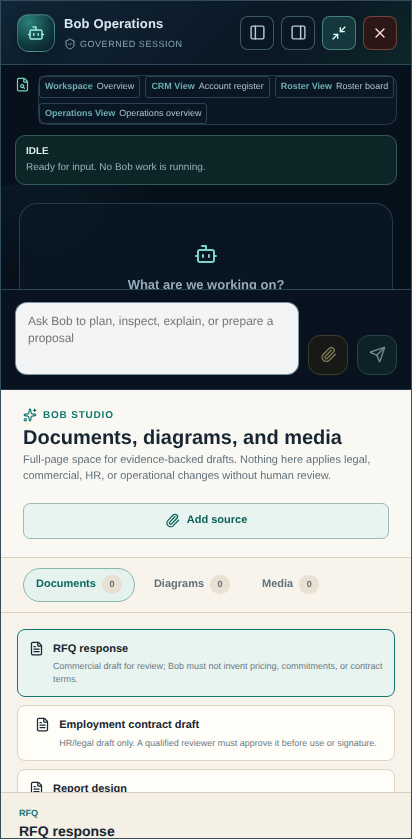 Bob Operations
GOVERNED SESSION
Workspace Overview
CRM View Account register
Roster View Roster board
Operations View Operations overview
IDLE
Ready for input. No Bob work is running.
What are we working on?
Ask Bob to plan, inspect, explain, or prepare a
proposal
BOB STUDIO
Documents, diagrams, and media
Full-page space for evidence-backed drafts. Nothing here applies legal,
commercial, HR, or operational changes without human review.
Add source
Documents 0
Diagrams 0
Media 0
RFQ response
Commercial draft for review; Bob must not invent pricing, commitments, or contract
terms.
Employment contract draft
HR/legal draft only. A qualified reviewer must approve it before use or signature.
Report design
RFQ
RFQ response